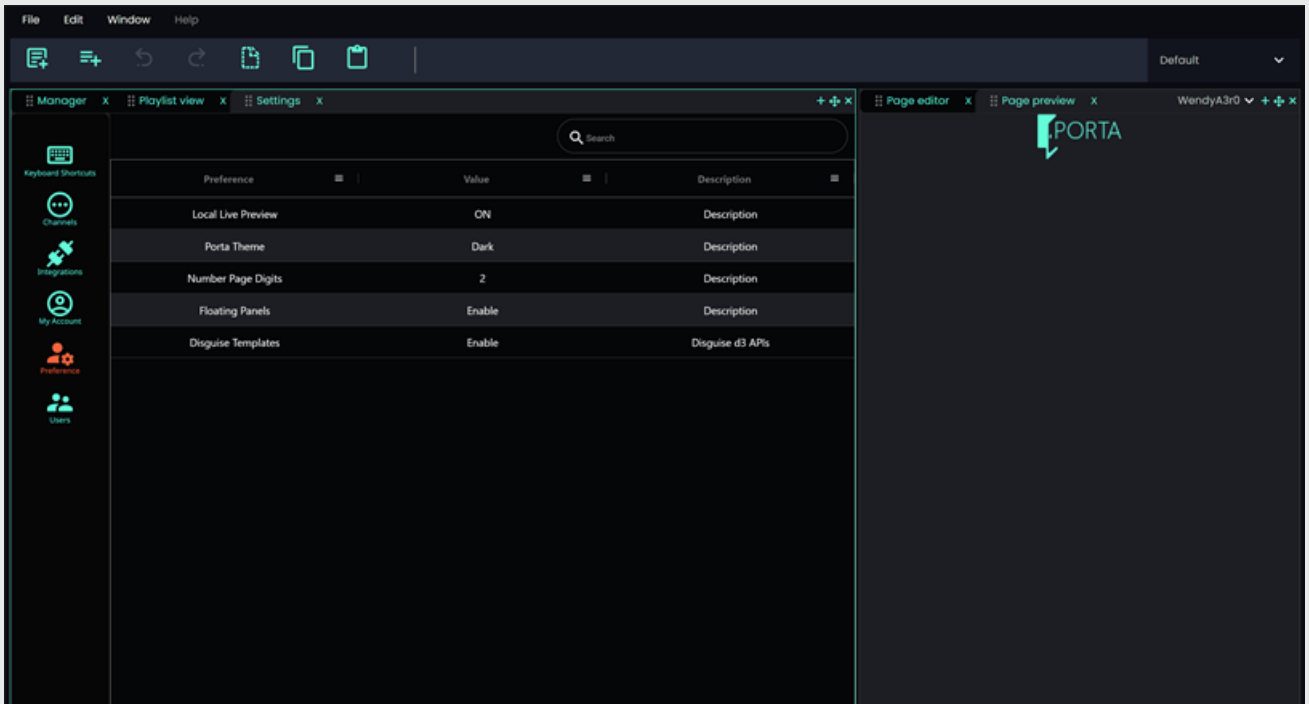 File Edit Window Help
Default
Manager X Playlist view X Settings X
Page editor X Page preview X WendyA3r0
PORTA
Search
Keyboard Shortcuts
Channels
Integrations
My Account
Preference
Users
Preference Value Description
Local Live Preview ON Description
Porta Theme Dark Description
Number Page Digits 2 Description
Floating Panels Enable Description
Disguise Templates Enable Disguise d3 APIs